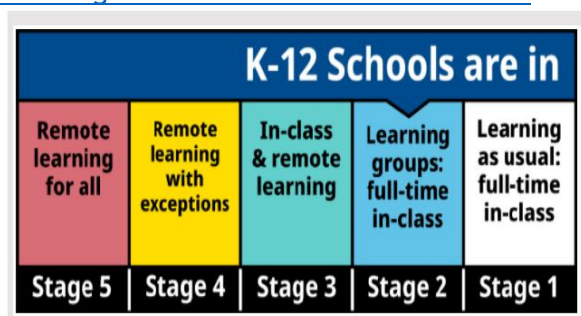 K-12 Schools are in
Remote
learning
for all
Remote
learning
with
exceptions
In-class
& remote
learning
Learning
groups:
full-time
in-class
Learning
as usual:
full-time
in-class
Stage 5 | Stage 4 | Stage 3 | Stage 2 | Stage 1